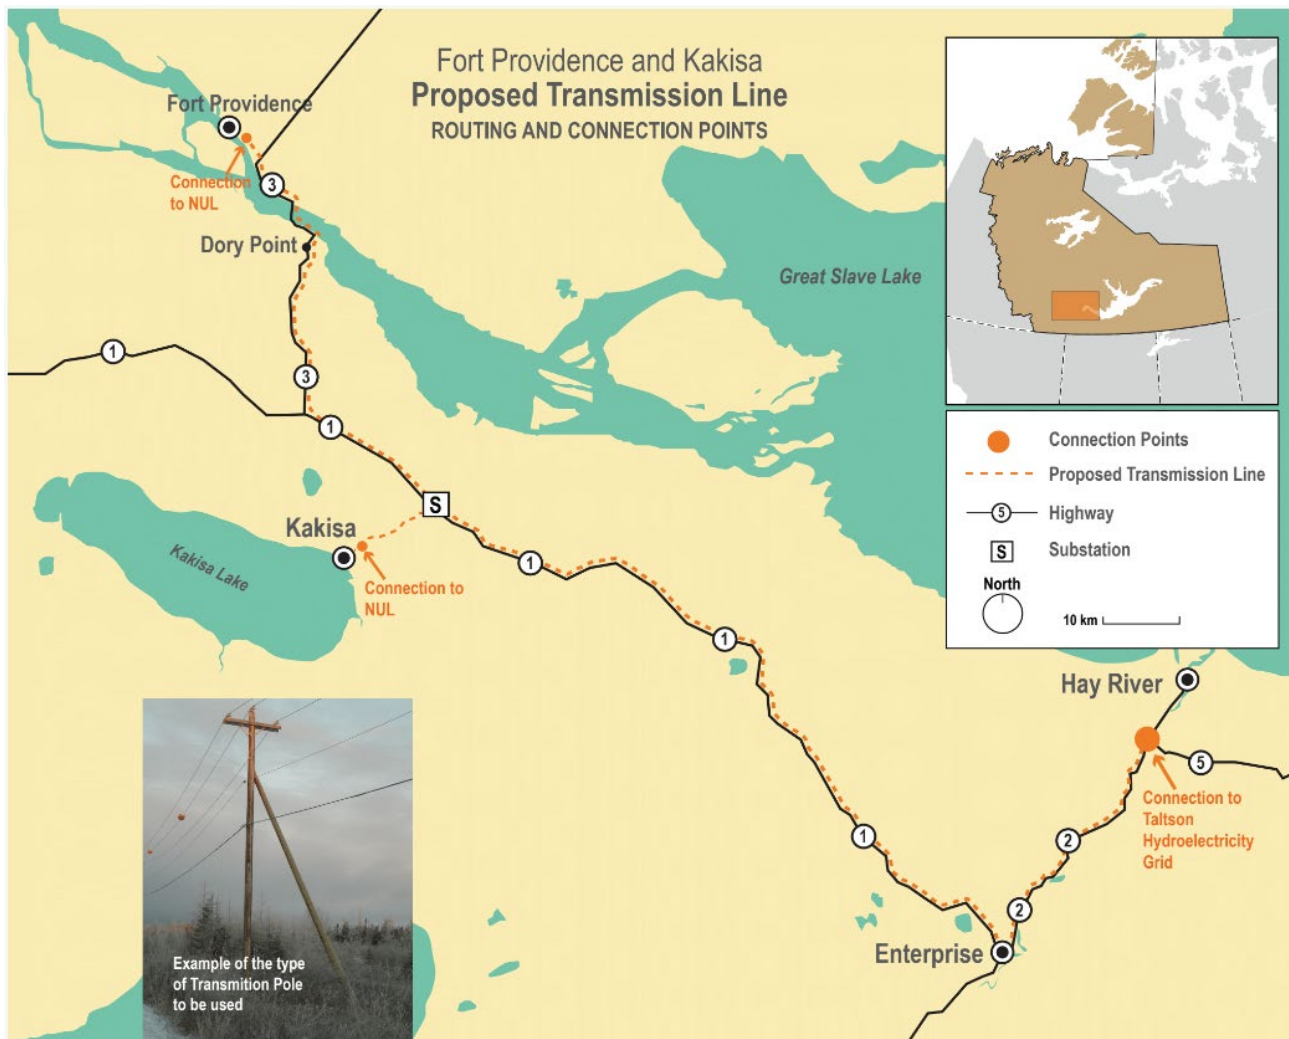 Fort Providence and Kakisa
Proposed Transmission Line
ROUTING AND CONNECTION POINTS
Fort Providence
Connection
to NUL
3
Dory Point
Great Slave Lake
1
3
1
S
Kakisa
Kakisa Lake
Connection to
NUL
1
1
1
Hay River
5
Connection to
Taltson
Hydroelectricity
Grid
2
2
Enterprise
Connection Points
Proposed Transmission Line
5 Highway
S Substation
North
10 km
Example of the type
of Transmition Pole
to be used